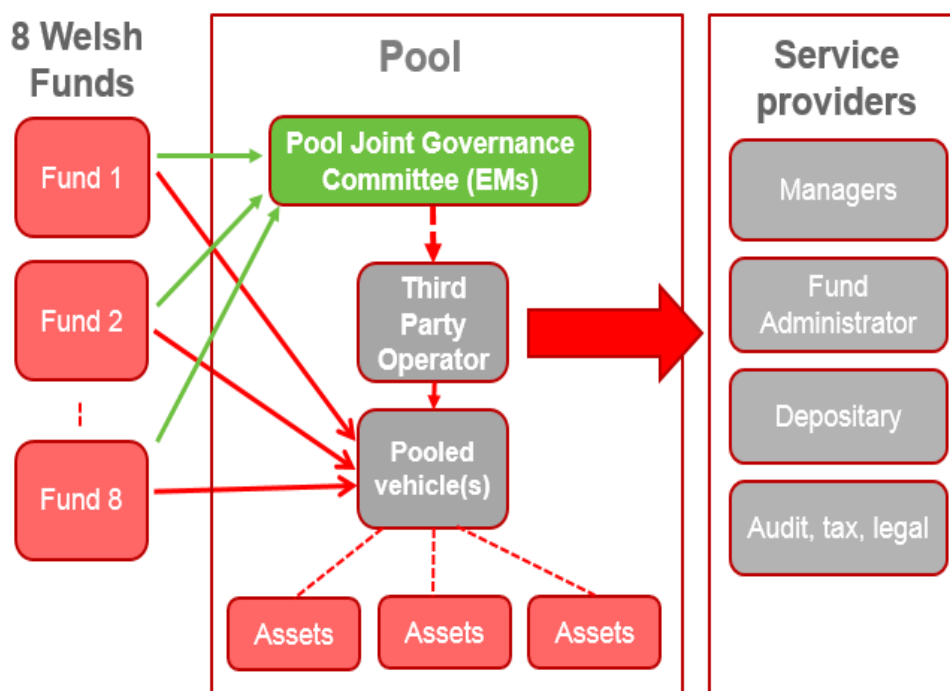 8 Welsh
Funds
Fund 1
Fund 2
Fund 8
Pool
Pool Joint Governance
Committee (EMs)
Third
Party
Operator
Pooled
vehicle(s)
Assets
Assets
Assets
Service
providers
Managers
Fund
Administrator
Depositary
Audit, tax, legal